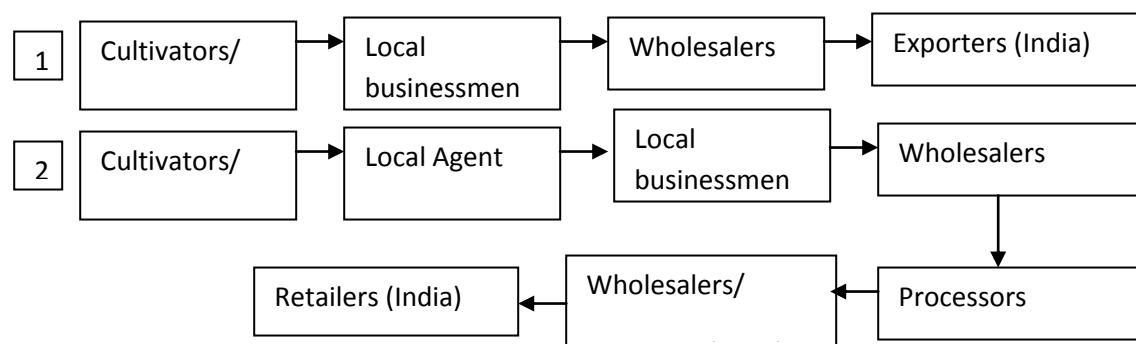 1
Cultivators/
Local
businessmen
Wholesalers
Exporters (India)
2
Cultivators/
Local Agent
Local
businessmen
Wholesalers
Retailers (India)
Wholesalers/
Processors